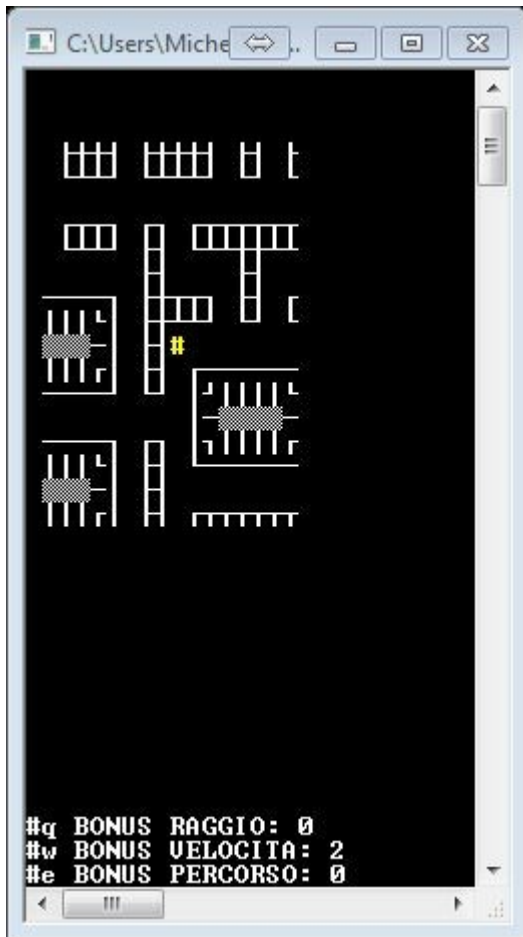 C:\Users\Miche
#
#q BONUS RAGGIO: 0
#w BONUS VELOCITA: 2
#e BONUS PERCORSO: 0